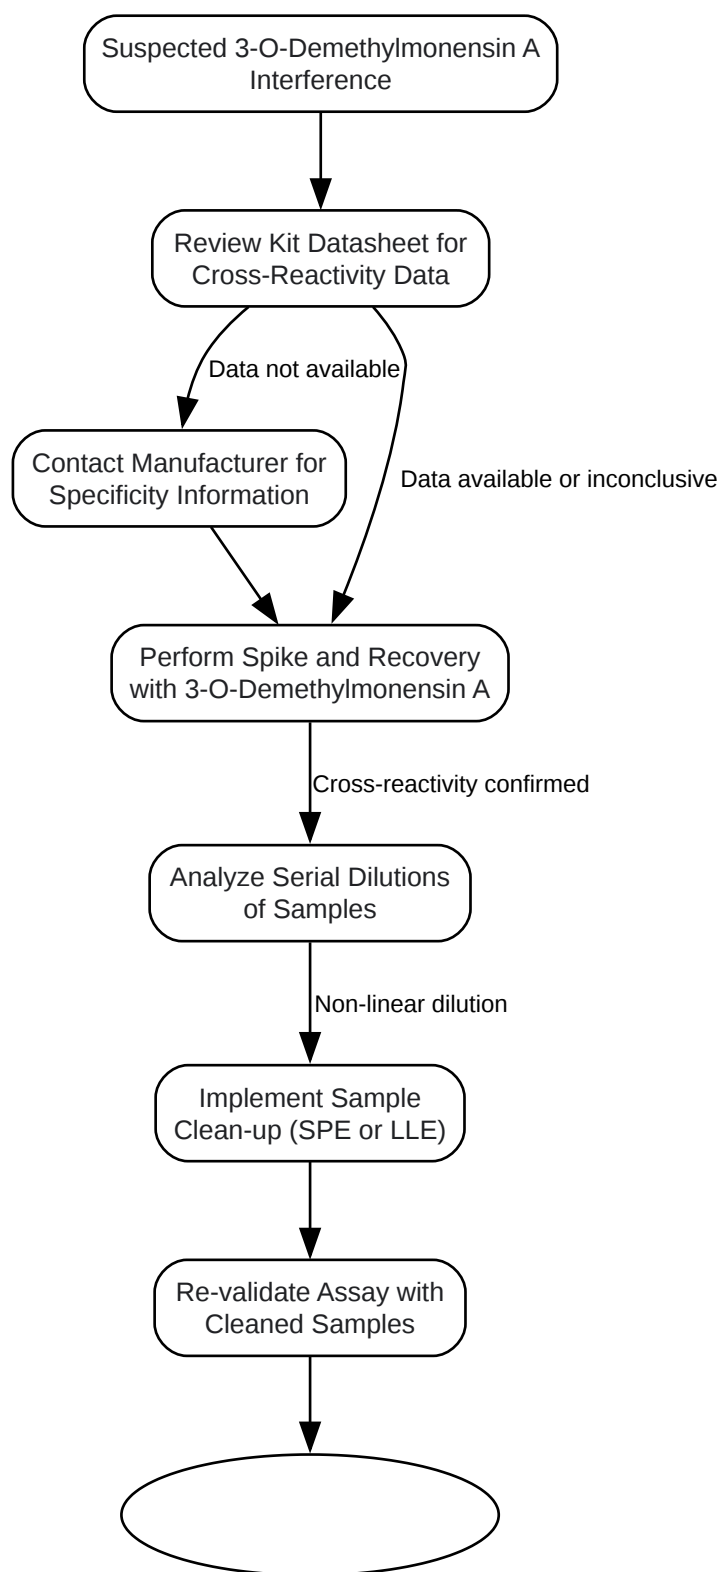 Suspected 3-O-Demethylmonensin A
Interference
Review Kit Datasheet for
Cross-Reactivity Data
Data not available
Contact Manufacturer for
Specificity Information
Data available or inconclusive
Perform Spike and Recovery
with 3-O-Demethylmonensin A
Cross-reactivity confirmed
Analyze Serial Dilutions
of Samples
Non-linear dilution
Implement Sample
Clean-up (SPE or LLE)
Re-validate Assay with
Cleaned Samples